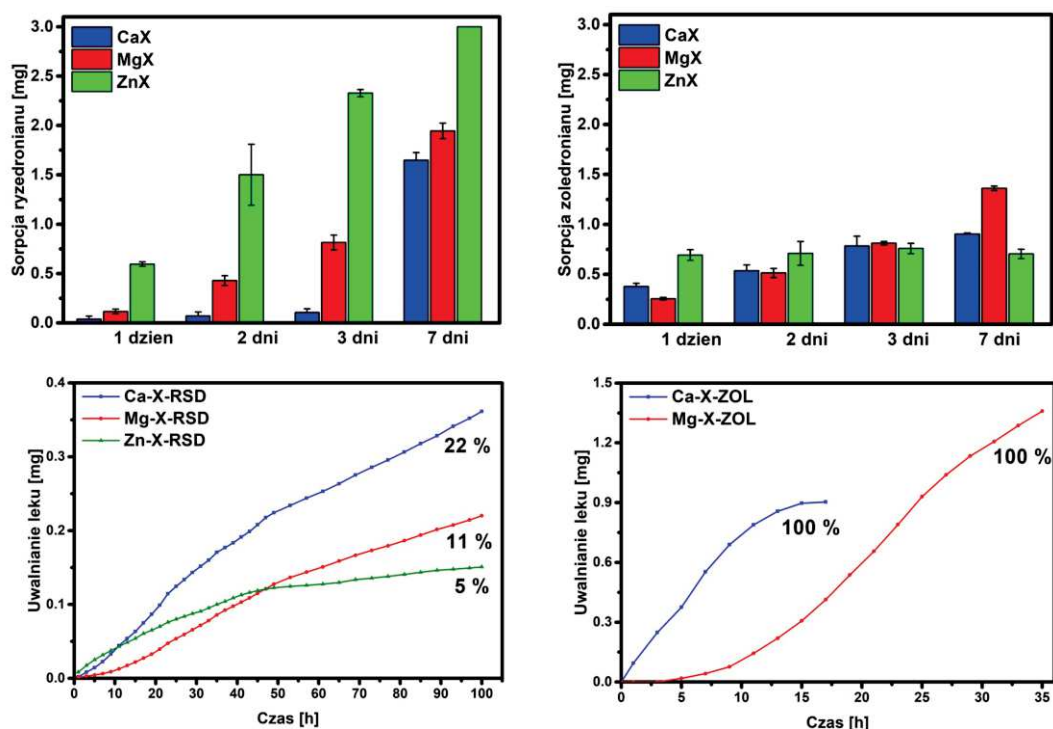 CaX
MgX
ZnX
Sorpcja ryzedronianu [mg]
3.0
2.5
2.0
1.5
1.0
0.5
0.0
1 dzien 2 dni 3 dni 7 dni
CaX
MgX
ZnX
Sorpcja zoledronianu [mg]
3.0
2.5
2.0
1.5
1.0
0.5
0.0
1 dzien 2 dni 3 dni 7 dni
Ca-X-RSD
Mg-X-RSD
Zn-X-RSD
22 %
11 %
5 %
Uwalnianie leku [mg]
0.4
0.3
0.2
0.1
0.0
0 10 20 30 40 50 60 70 80 90 100
Czas [h]
Ca-X-ZOL
Mg-X-ZOL
100 %
100 %
Uwalnianie leku [mg]
1.5
1.2
0.9
0.6
0.3
0.0
0 5 10 15 20 25 30 35
Czas [h]